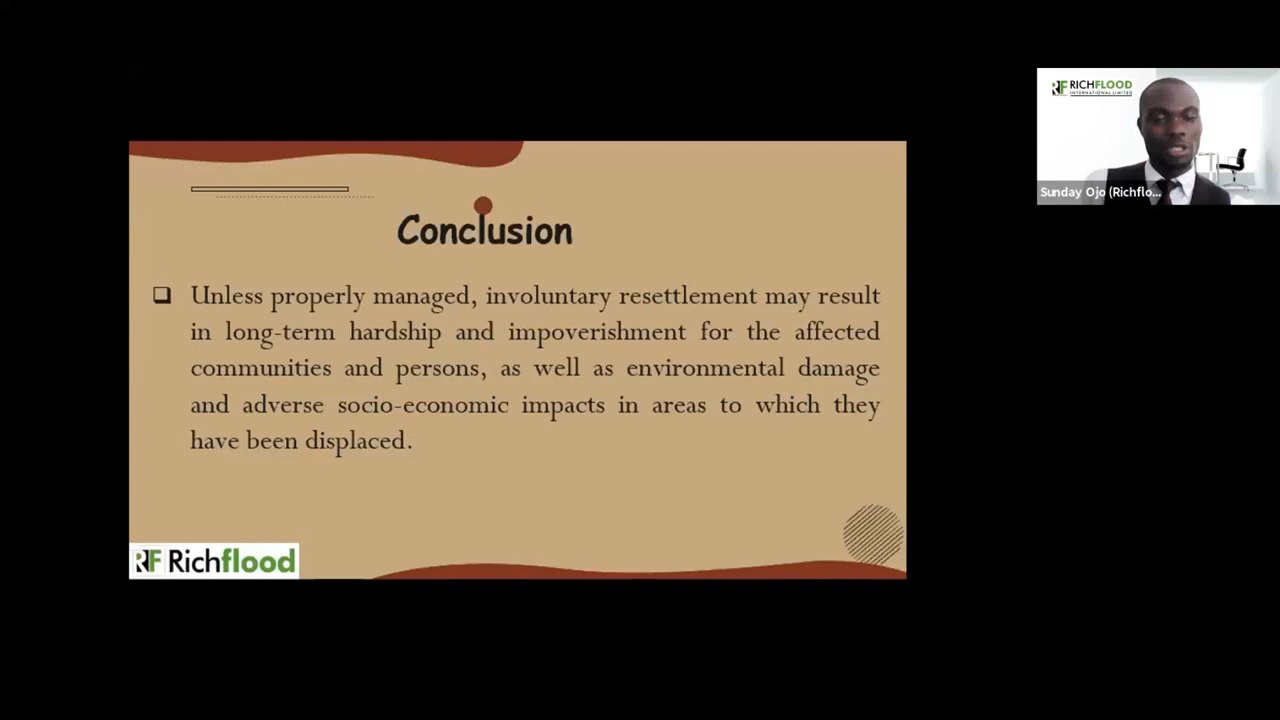 Conclusion
❑ Unless properly managed, involuntary resettlement may result
in long-term hardship and impoverishment for the affected
communities and persons, as well as environmental damage
and adverse socio-economic impacts in areas to which they
have been displaced.
RF Richflood
RF RICHFLOOD
INTERNATIONAL LIMITED
Sunday Ojo (Richflo...